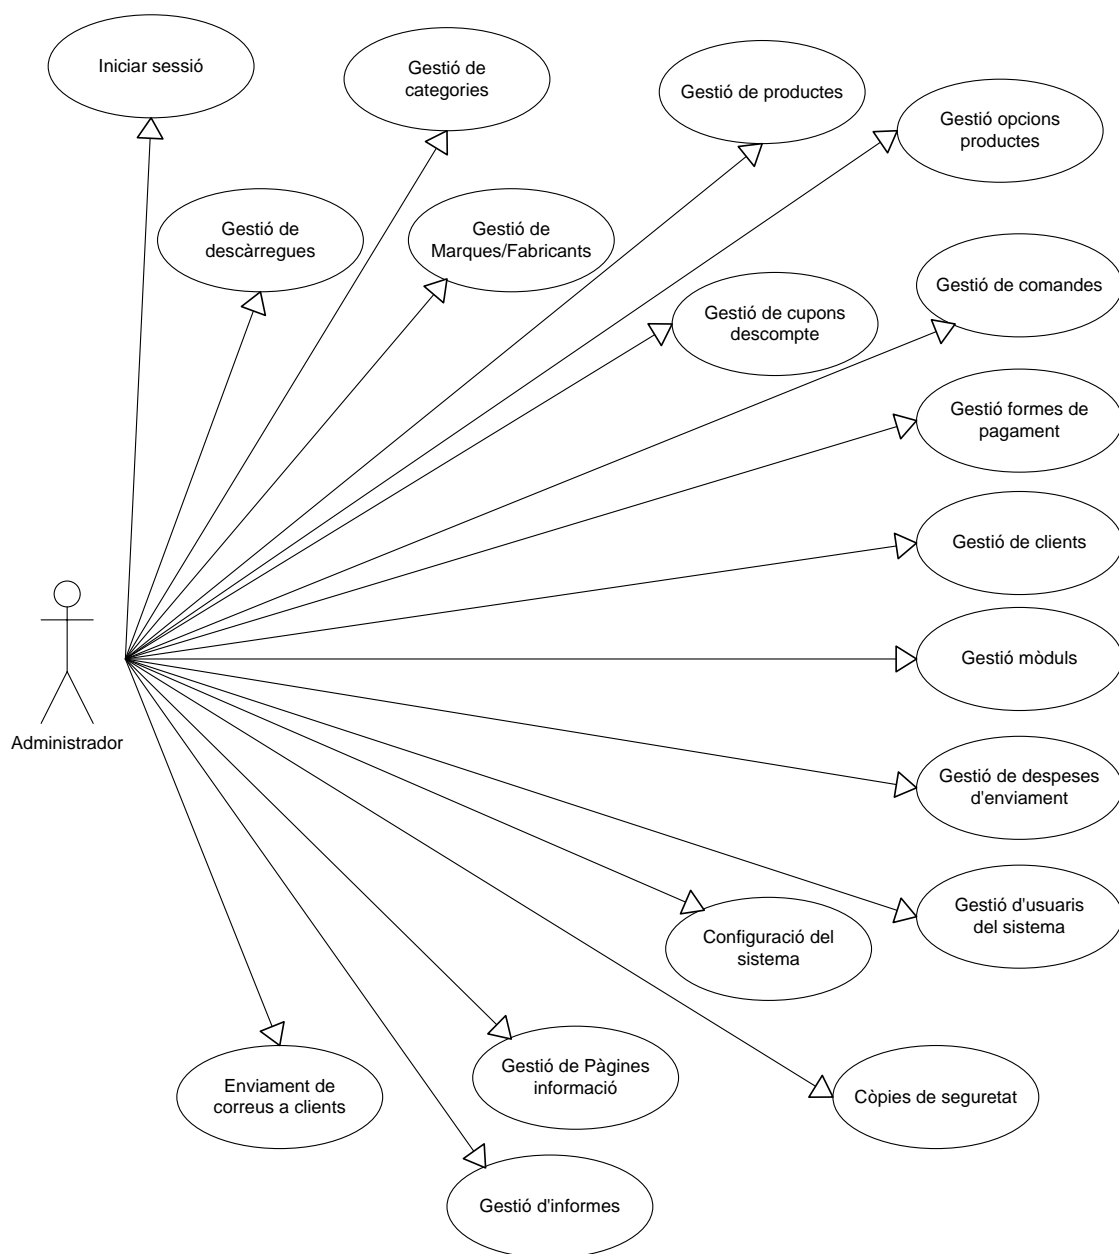 Iniciar sessió
Gestió de
categories
Gestió de productes
Gestió opcions
productes
Gestió de
descàrregues
Gestió de
Marques/Fabricants
Gestió de comandes
Gestió de cupons
descompte
Gestió formes de
pagament
Gestió de clients
Gestió mòduls
Administrador
Gestió de despeses
d'enviament
Gestió d'usuaris
del sistema
Configuració del
sistema
Gestió de Pàgines
informació
Enviament de
correus a clients
Còpies de seguretat
Gestió d'informes